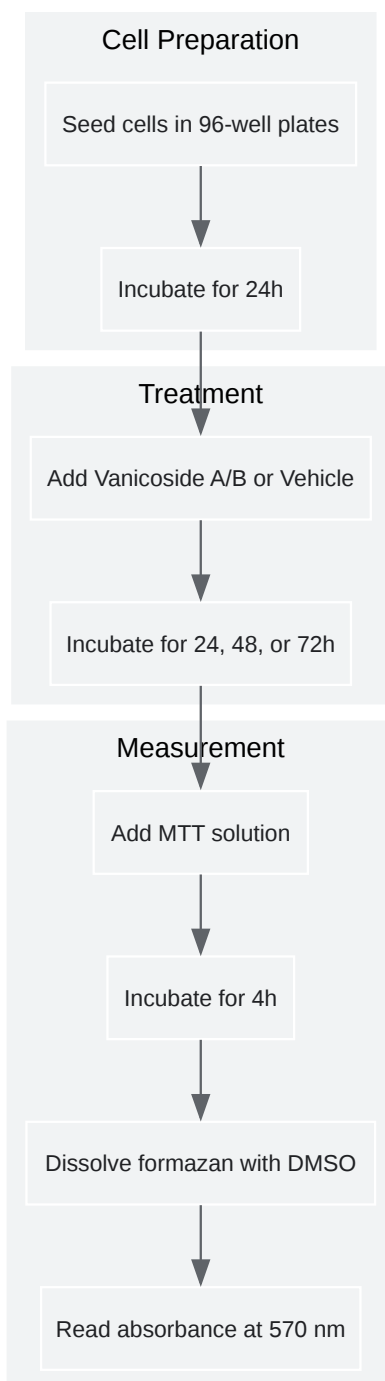 Cell Preparation
Seed cells in 96-well plates
Incubate for 24h
Treatment
Add Vanicoside A/B or Vehicle
Incubate for 24, 48, or 72h
Measurement
Add MTT solution
Incubate for 4h
Dissolve formazan with DMSO
Read absorbance at 570 nm